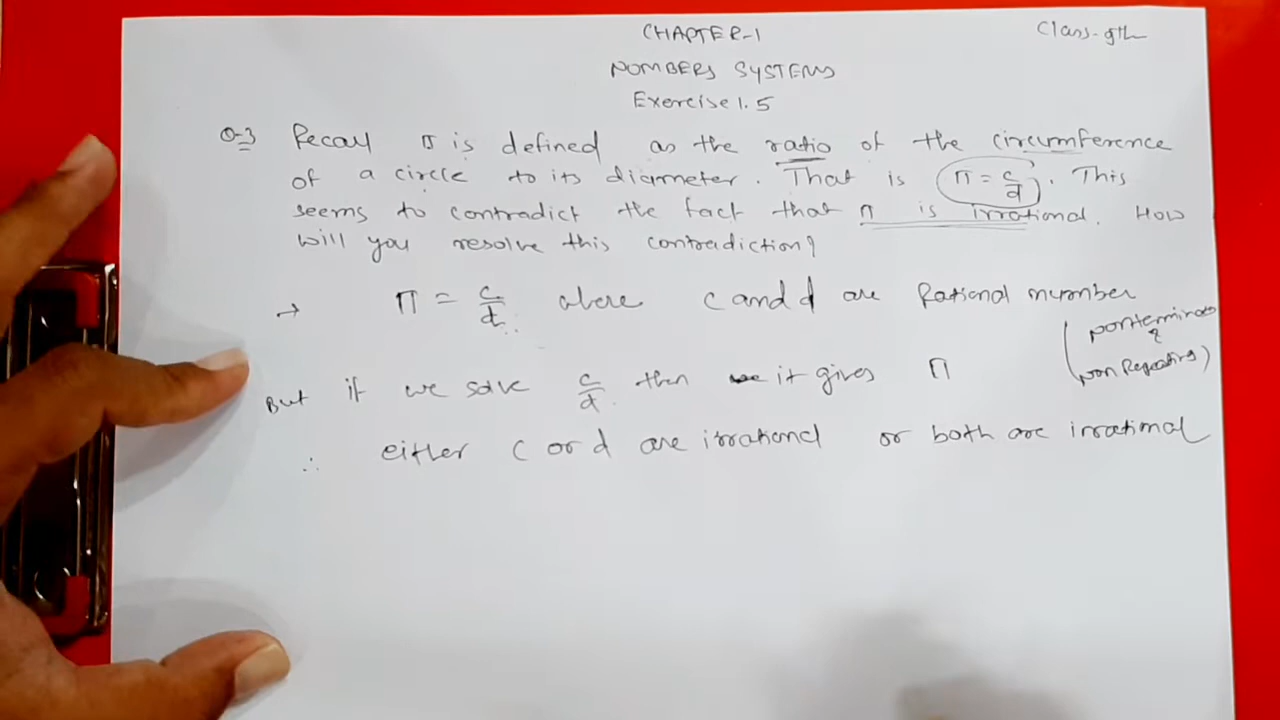 CHAPTER-1
Class-9th
NUMBERS SYSTEMS
Exercise 1.5
Q-3 Recall π is defined as the ratio of the circumference
of a circle to its diameter. That is π = c/d. This
seems to contradict the fact that π is irrational. How
will you resolve this contradiction?
→ π = c/d where c and d are Rational number
But if we solve c/d then it gives π (nonterminate & non Repeating)
∴ either c or d are irrational or both are irrational